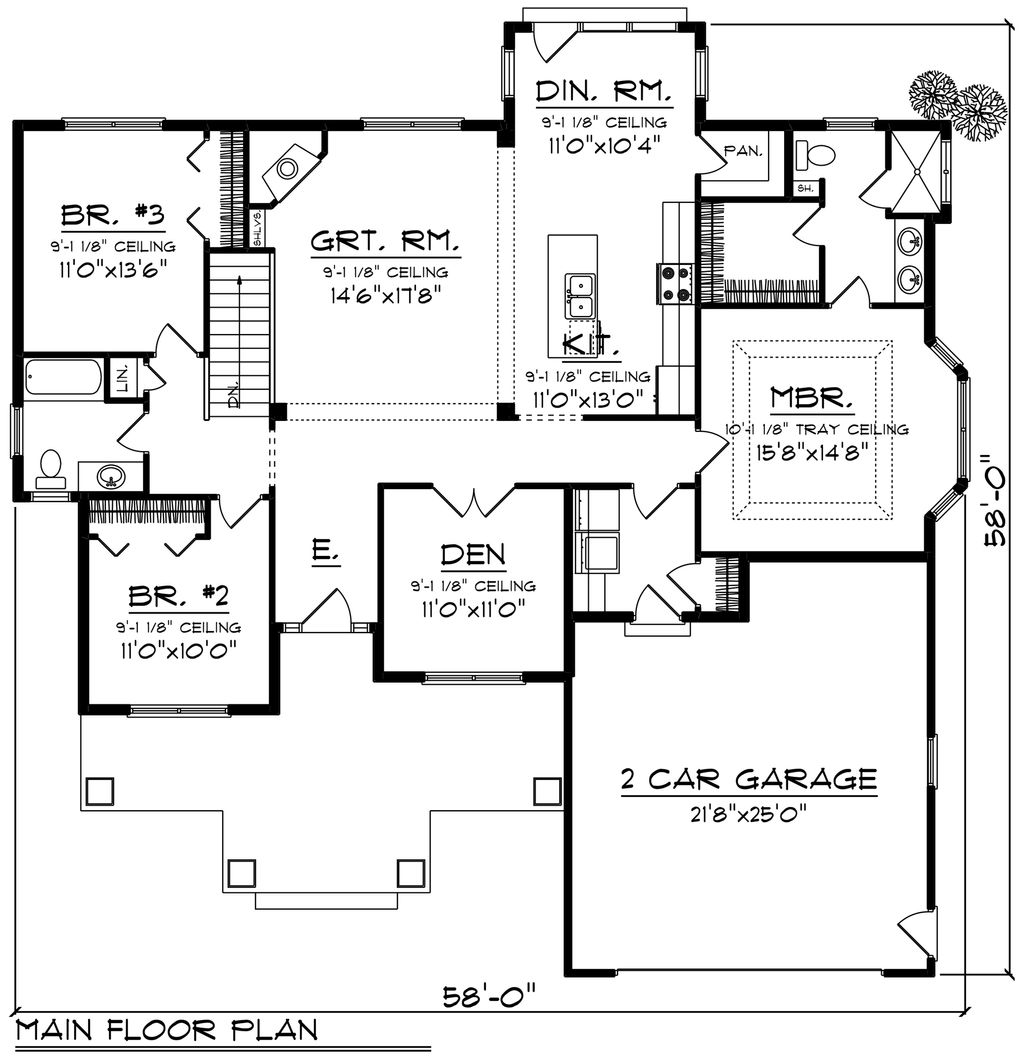 DIN. RM.
9'-1 1/8" CEILING
11'0"x10'4"
PAN.
SH.
BR. #3
9'-1 1/8" CEILING
11'0"x13'6"
SHLVS.
GRT. RM.
9'-1 1/8" CEILING
14'6"x17'8"
KIT.
9'-1 1/8" CEILING
11'0"x13'0"
LIN.
DN.
MBR.
10'-1 1/8" TRAY CEILING
15'8"x14'8"
58'-0"
E.
DEN
9'-1 1/8" CEILING
11'0"x11'0"
BR. #2
9'-1 1/8" CEILING
11'0"x10'0"
2 CAR GARAGE
21'8"x25'0"
58'-0"
MAIN FLOOR PLAN